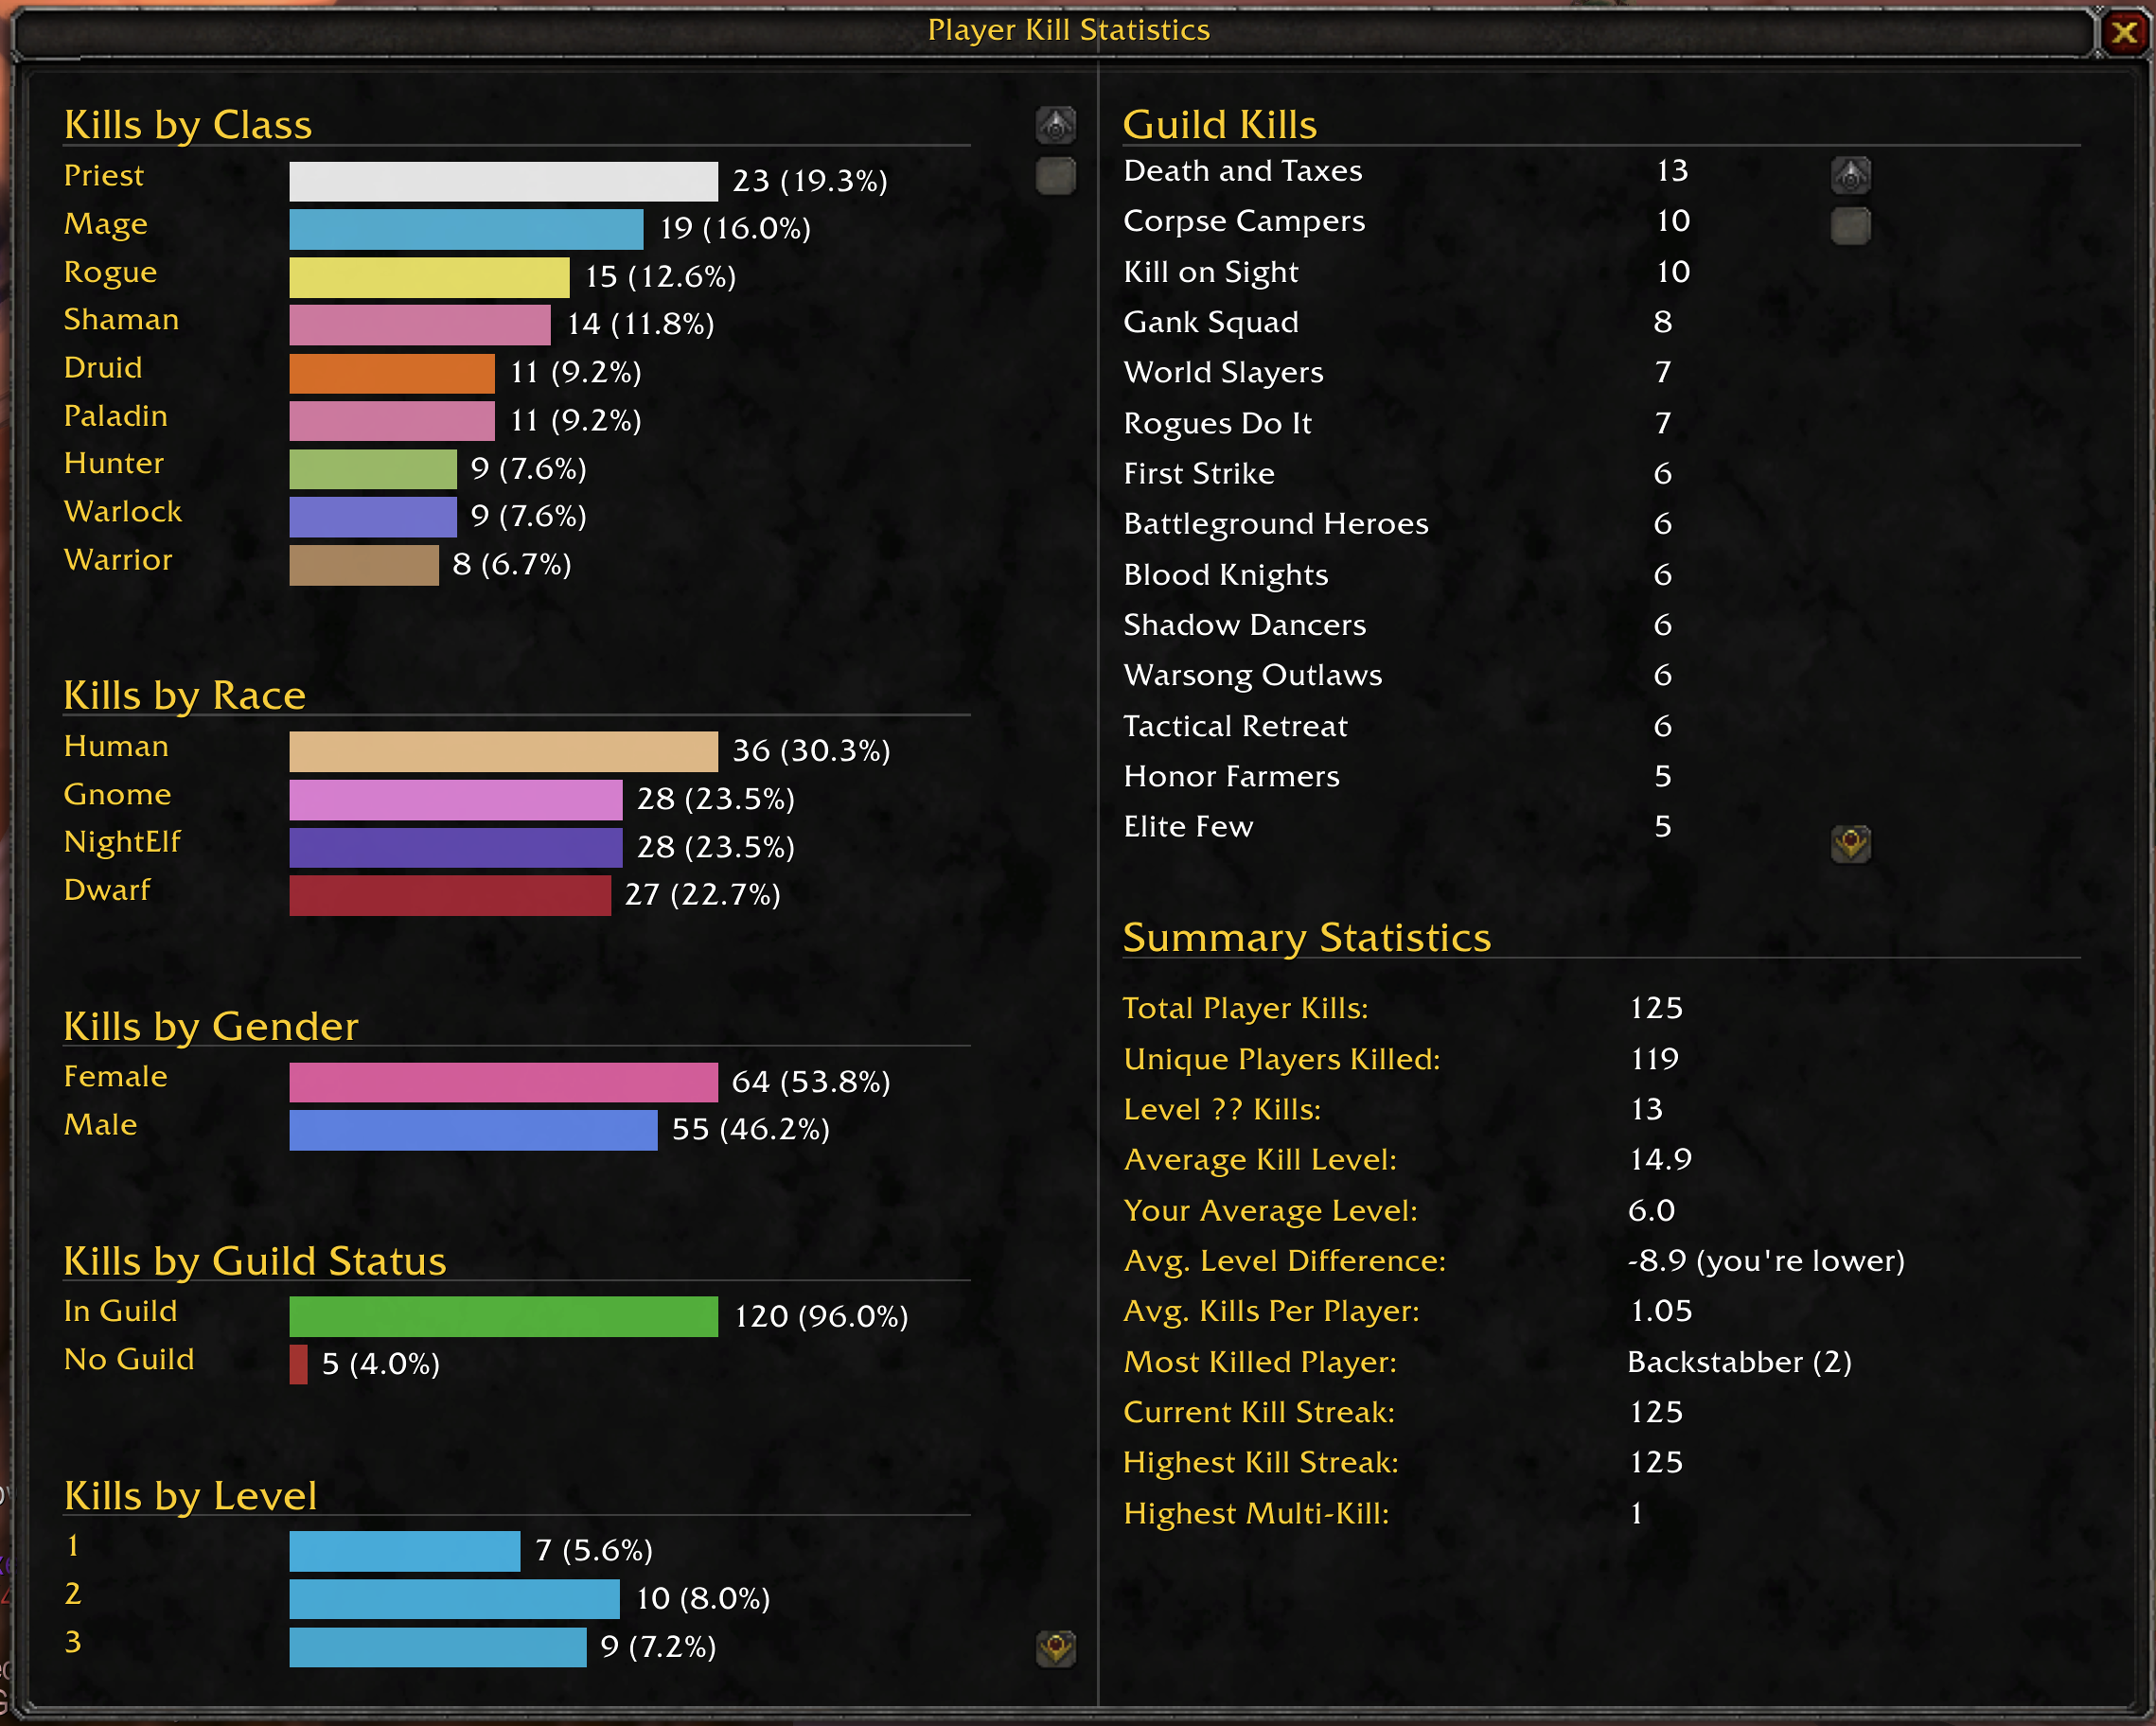 Player Kill Statistics
Kills by Class
Priest 23 (19.3%)
Mage 19 (16.0%)
Rogue 15 (12.6%)
Shaman 14 (11.8%)
Druid 11 (9.2%)
Paladin 11 (9.2%)
Hunter 9 (7.6%)
Warlock 9 (7.6%)
Warrior 8 (6.7%)
Kills by Race
Human 36 (30.3%)
Gnome 28 (23.5%)
NightElf 28 (23.5%)
Dwarf 27 (22.7%)
Kills by Gender
Female 64 (53.8%)
Male 55 (46.2%)
Kills by Guild Status
In Guild 120 (96.0%)
No Guild 5 (4.0%)
Kills by Level
1 7 (5.6%)
2 10 (8.0%)
3 9 (7.2%)
Guild Kills
Death and Taxes 13
Corpse Campers 10
Kill on Sight 10
Gank Squad 8
World Slayers 7
Rogues Do It 7
First Strike 6
Battleground Heroes 6
Blood Knights 6
Shadow Dancers 6
Warsong Outlaws 6
Tactical Retreat 6
Honor Farmers 5
Elite Few 5
Summary Statistics
Total Player Kills: 125
Unique Players Killed: 119
Level ?? Kills: 13
Average Kill Level: 14.9
Your Average Level: 6.0
Avg. Level Difference: -8.9 (you're lower)
Avg. Kills Per Player: 1.05
Most Killed Player: Backstabber (2)
Current Kill Streak: 125
Highest Kill Streak: 125
Highest Multi-Kill: 1